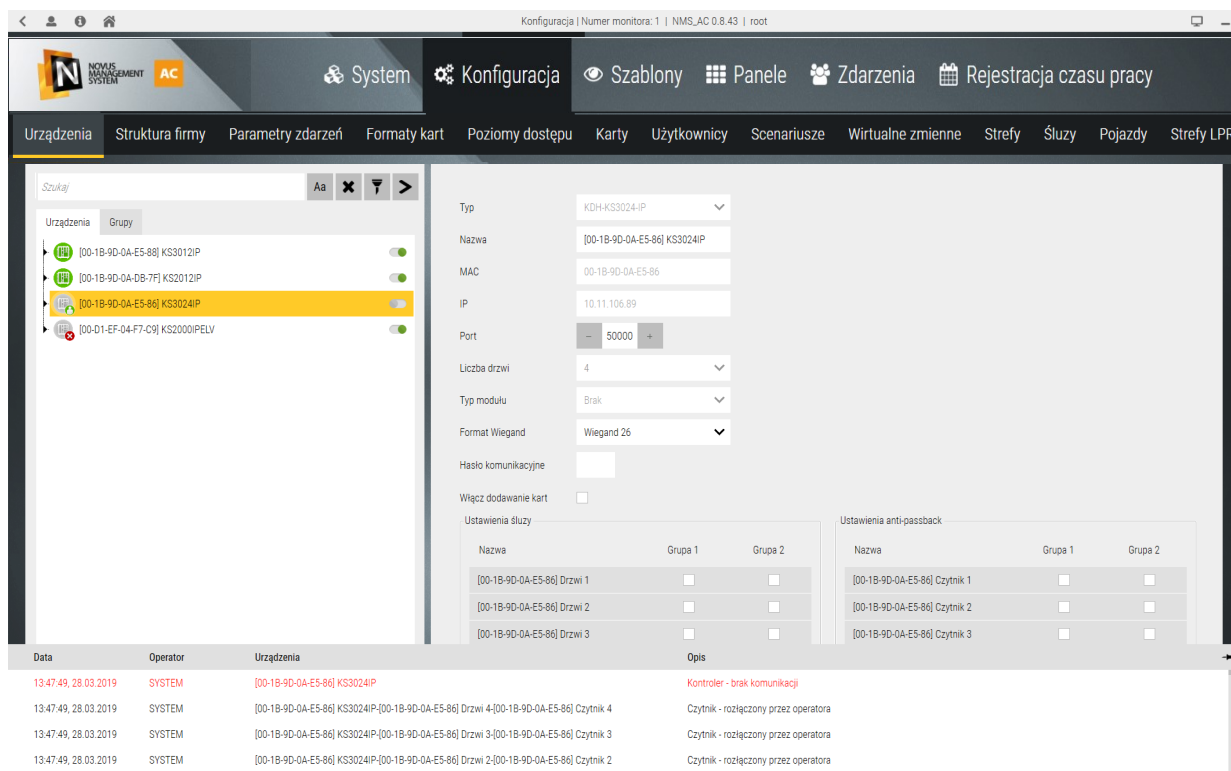 Konfiguracja | Numer monitora: 1 | NMS_AC 0.8.43 | root
N NOVUS MANAGEMENT SYSTEM AC
System Konfiguracja Szablony Panele Zdarzenia Rejestracja czasu pracy
Urządzenia Struktura firmy Parametry zdarzeń Formaty kart Poziomy dostępu Karty Użytkownicy Scenariusze Wirtualne zmienne Strefy Śluzy Pojazdy Strefy LPR
Szukaj Aa
Urządzenia Grupy
[00-1B-9D-0A-E5-88] KS3012IP
[00-1B-9D-0A-DB-7F] KS2012IP
[00-1B-9D-0A-E5-86] KS3024IP
[00-D1-EF-04-F7-C9] KS2000IPELV
Typ KDH-KS3024-IP
Nazwa [00-1B-9D-0A-E5-86] KS3024IP
MAC 00-1B-9D-0A-E5-86
IP 10.11.106.89
Port − 50000 +
Liczba drzwi 4
Typ modułu Brak
Format Wiegand Wiegand 26
Hasło komunikacyjne
Włącz dodawanie kart
Ustawienia śluzy
Nazwa Grupa 1 Grupa 2
[00-1B-9D-0A-E5-86] Drzwi 1
[00-1B-9D-0A-E5-86] Drzwi 2
[00-1B-9D-0A-E5-86] Drzwi 3
Ustawienia anti-passback
Nazwa Grupa 1 Grupa 2
[00-1B-9D-0A-E5-86] Czytnik 1
[00-1B-9D-0A-E5-86] Czytnik 2
[00-1B-9D-0A-E5-86] Czytnik 3
Data Operator Urządzenia Opis
13:47:49, 28.03.2019 SYSTEM [00-1B-9D-0A-E5-86] KS3024IP Kontroler - brak komunikacji
13:47:49, 28.03.2019 SYSTEM [00-1B-9D-0A-E5-86] KS3024IP-[00-1B-9D-0A-E5-86] Drzwi 4-[00-1B-9D-0A-E5-86] Czytnik 4 Czytnik - rozłączony przez operatora
13:47:49, 28.03.2019 SYSTEM [00-1B-9D-0A-E5-86] KS3024IP-[00-1B-9D-0A-E5-86] Drzwi 3-[00-1B-9D-0A-E5-86] Czytnik 3 Czytnik - rozłączony przez operatora
13:47:49, 28.03.2019 SYSTEM [00-1B-9D-0A-E5-86] KS3024IP-[00-1B-9D-0A-E5-86] Drzwi 2-[00-1B-9D-0A-E5-86] Czytnik 2 Czytnik - rozłączony przez operatora